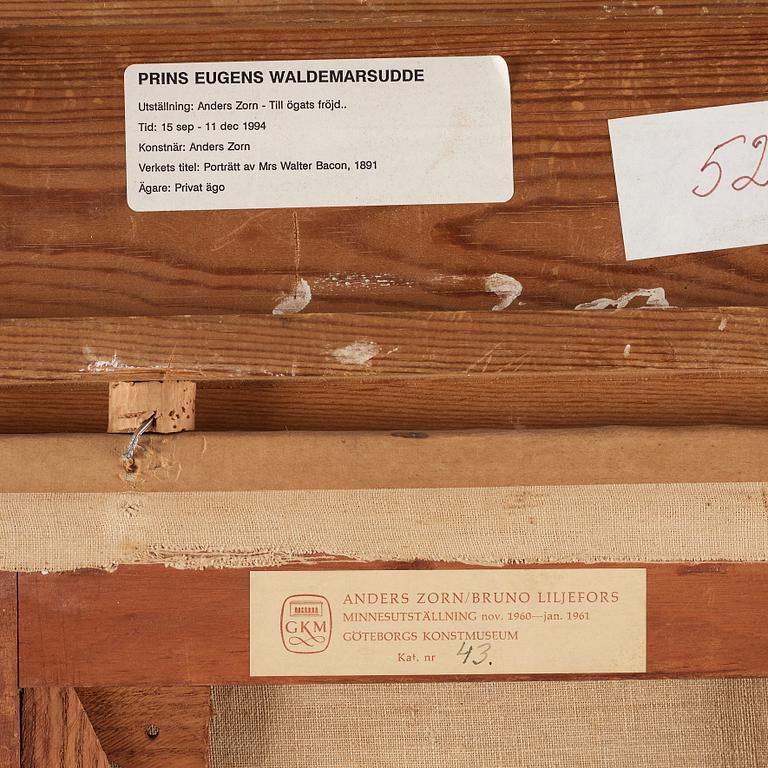 PRINS EUGENS WALDEMARSUDDE
Utställning: Anders Zorn - Till ögats fröjd..
Tid: 15 sep - 11 dec 1994
Konstnär: Anders Zorn
Verkets titel: Porträtt av Mrs Walter Bacon, 1891
Ägare: Privat ägo
52
GKM
ANDERS ZORN/BRUNO LILJEFORS
MINNESUTSTÄLLNING nov. 1960—jan. 1961
GÖTEBORGS KONSTMUSEUM
Kat. nr 43.